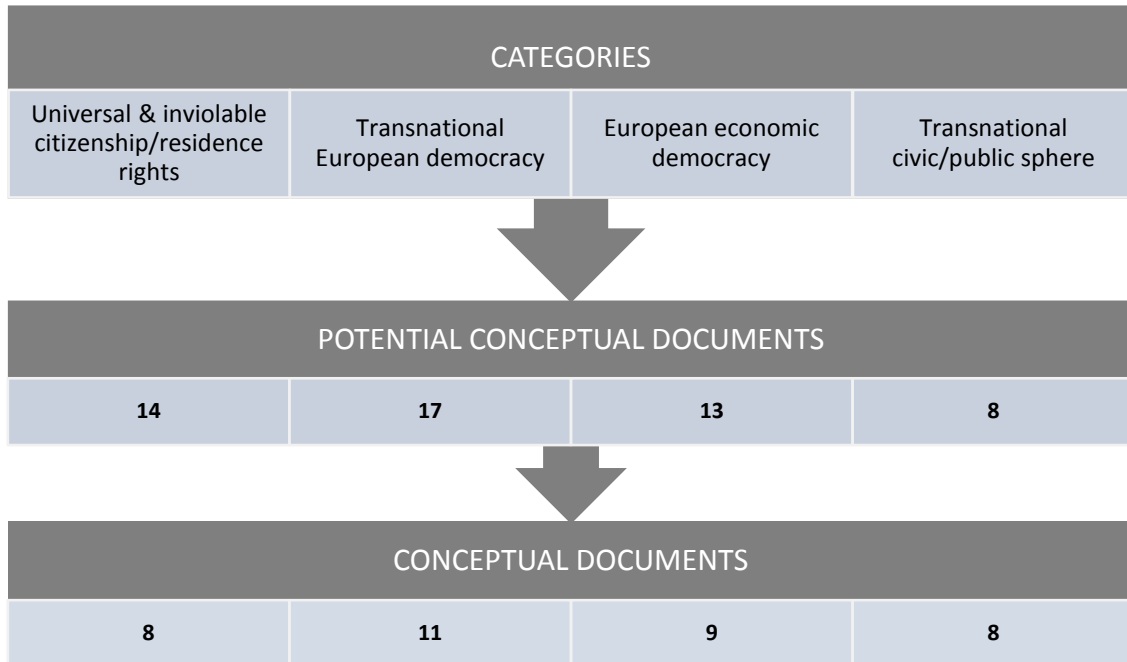 CATEGORIES
Universal & inviolable
citizenship/residence
rights
Transnational
European democracy
European economic
democracy
Transnational
civic/public sphere
POTENTIAL CONCEPTUAL DOCUMENTS
14
17
13
8
CONCEPTUAL DOCUMENTS
8
11
9
8